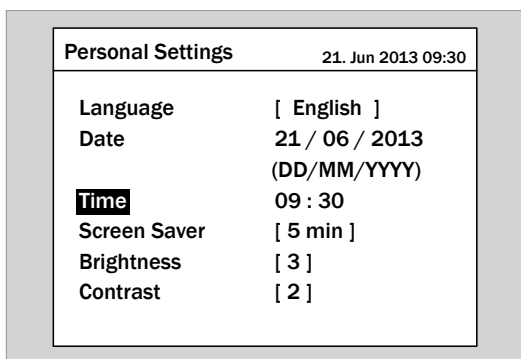 Personal Settings 21. Jun 2013 09:30
Language [ English ]
Date 21 / 06 / 2013
(DD/MM/YYYY)
Time 09 : 30
Screen Saver [ 5 min ]
Brightness [ 3 ]
Contrast [ 2 ]